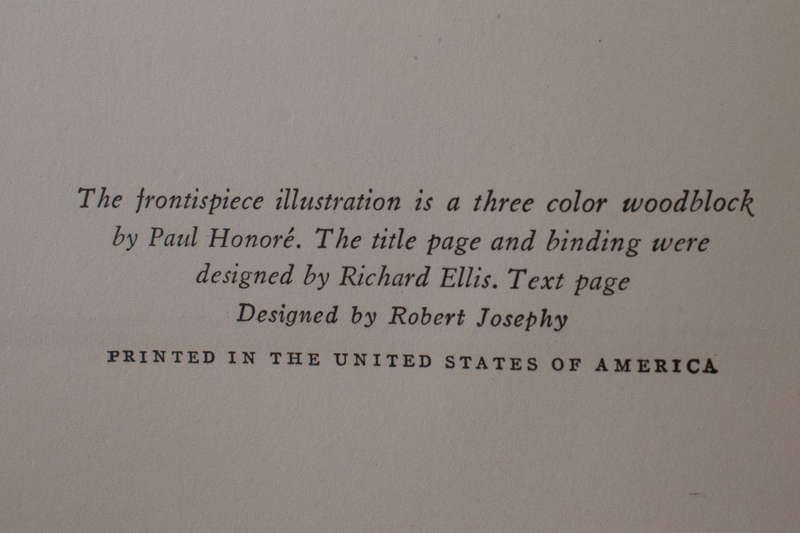 The frontispiece illustration is a three color woodblock
by Paul Honoré. The title page and binding were
designed by Richard Ellis. Text page
Designed by Robert Josephy
PRINTED IN THE UNITED STATES OF AMERICA